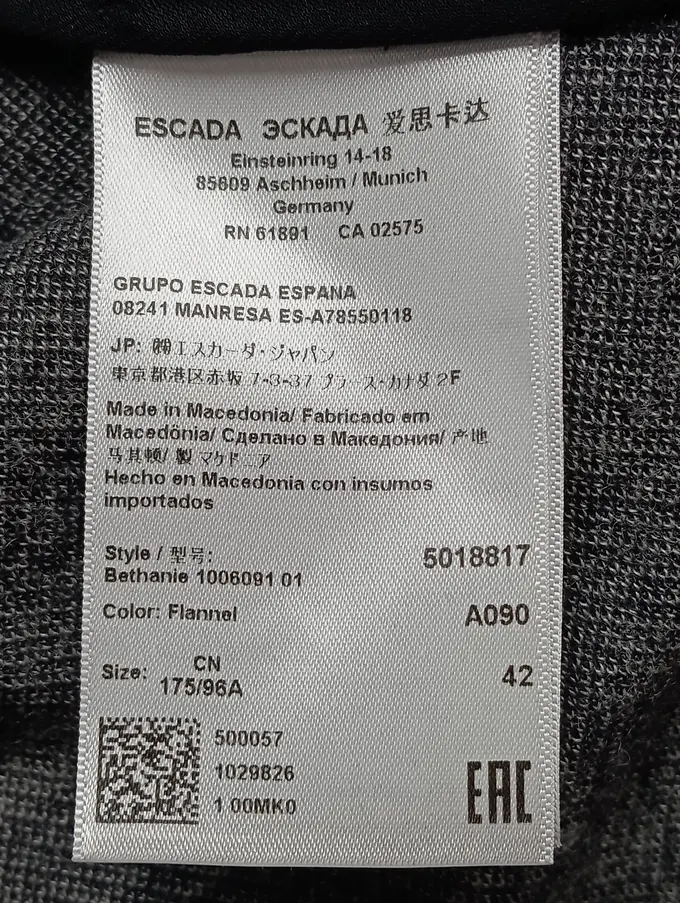 ESCADA ЭСКАДА 爱思卡达
Einsteinring 14-18
85609 Aschheim / Munich
Germany
RN 61891 CA 02575
GRUPO ESCADA ESPANA
08241 MANRESA ES-A78550118
JP: ㈱エスカーダ・ジャパン
東京都港区赤坂 7-3-37 プラース・カナダ 2F
Made in Macedonia/ Fabricado em
Macedônia/ Сделано в Македония/ 产地
马其顿/ 製 マケドニア
Hecho en Macedonia con insumos
importados
Style / 型号: 5018817
Bethanie 1006091 01
Color: Flannel A090
Size: CN 42
175/96A
500057
1029826
1 00MK0
EAC